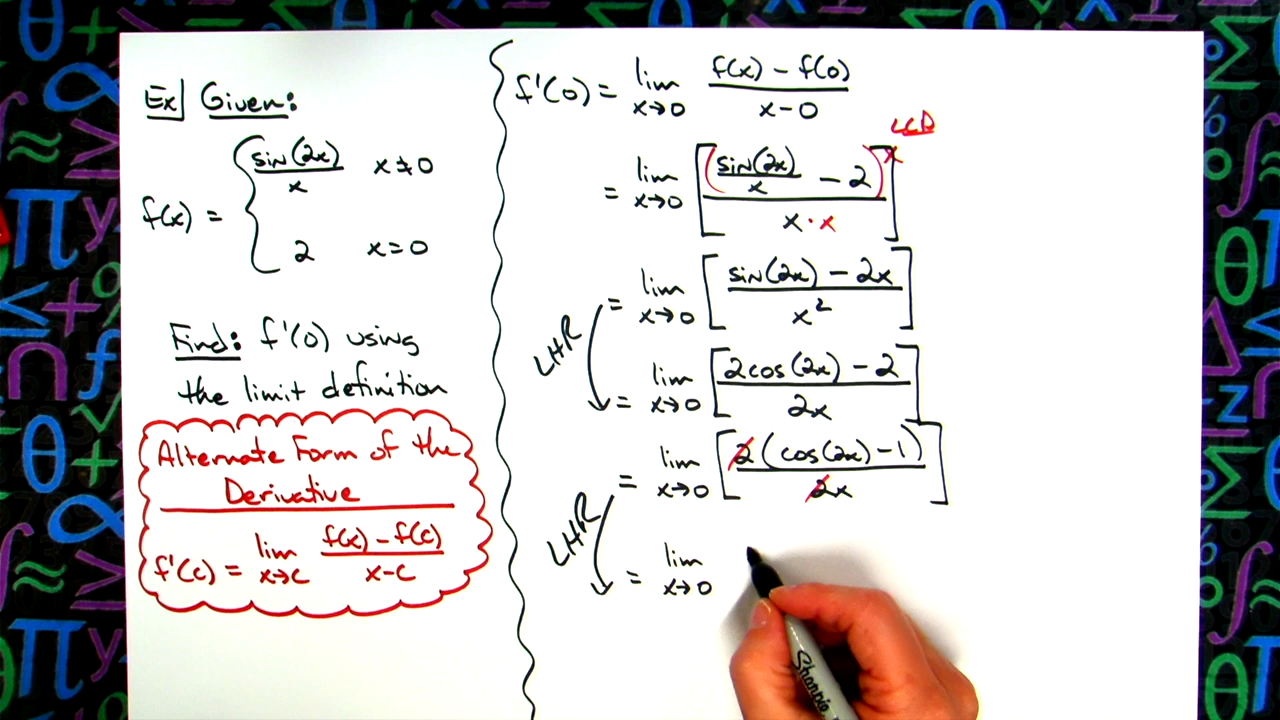 Ex| Given:
f(x) = { sin(2x)/x x ≠ 0
2 x = 0
Find: f'(0) using
the limit definition
Alternate Form of the
Derivative
f'(c) = lim x→c (f(x) - f(c))/(x - c)
f'(0) = lim x→0 (f(x) - f(0))/(x - 0)
LCD
= lim x→0 [(sin(2x)/x - 2) x / (x · x)]
= lim x→0 [(sin(2x) - 2x)/x²]
LHR
= lim x→0 [(2cos(2x) - 2)/2x]
= lim x→0 [2(cos(2x) - 1)/2x]
LHR
= lim x→0
Sharpie